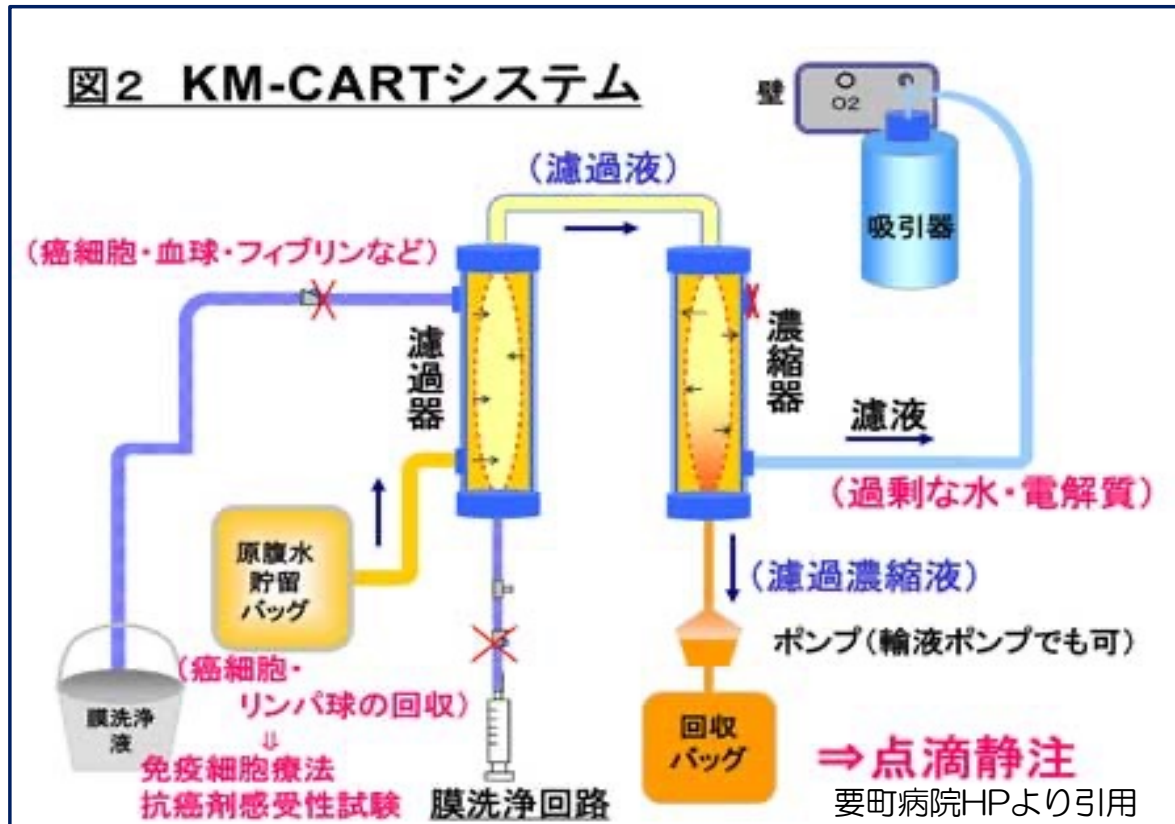 図2 KM-CARTシステム
壁
O2
吸引器
(濾過液)
(癌細胞・血球・フィブリンなど)
濾過器
濃縮器
濾液
(過剰な水・電解質)
原腹水
貯留
バッグ
(濾過濃縮液)
ポンプ(輸液ポンプでも可)
(癌細胞・
リンパ球の回収)
⇓
免疫細胞療法
抗癌剤感受性試験
膜洗浄
液
膜洗浄回路
回収
バッグ
⇒点滴静注
要町病院HPより引用